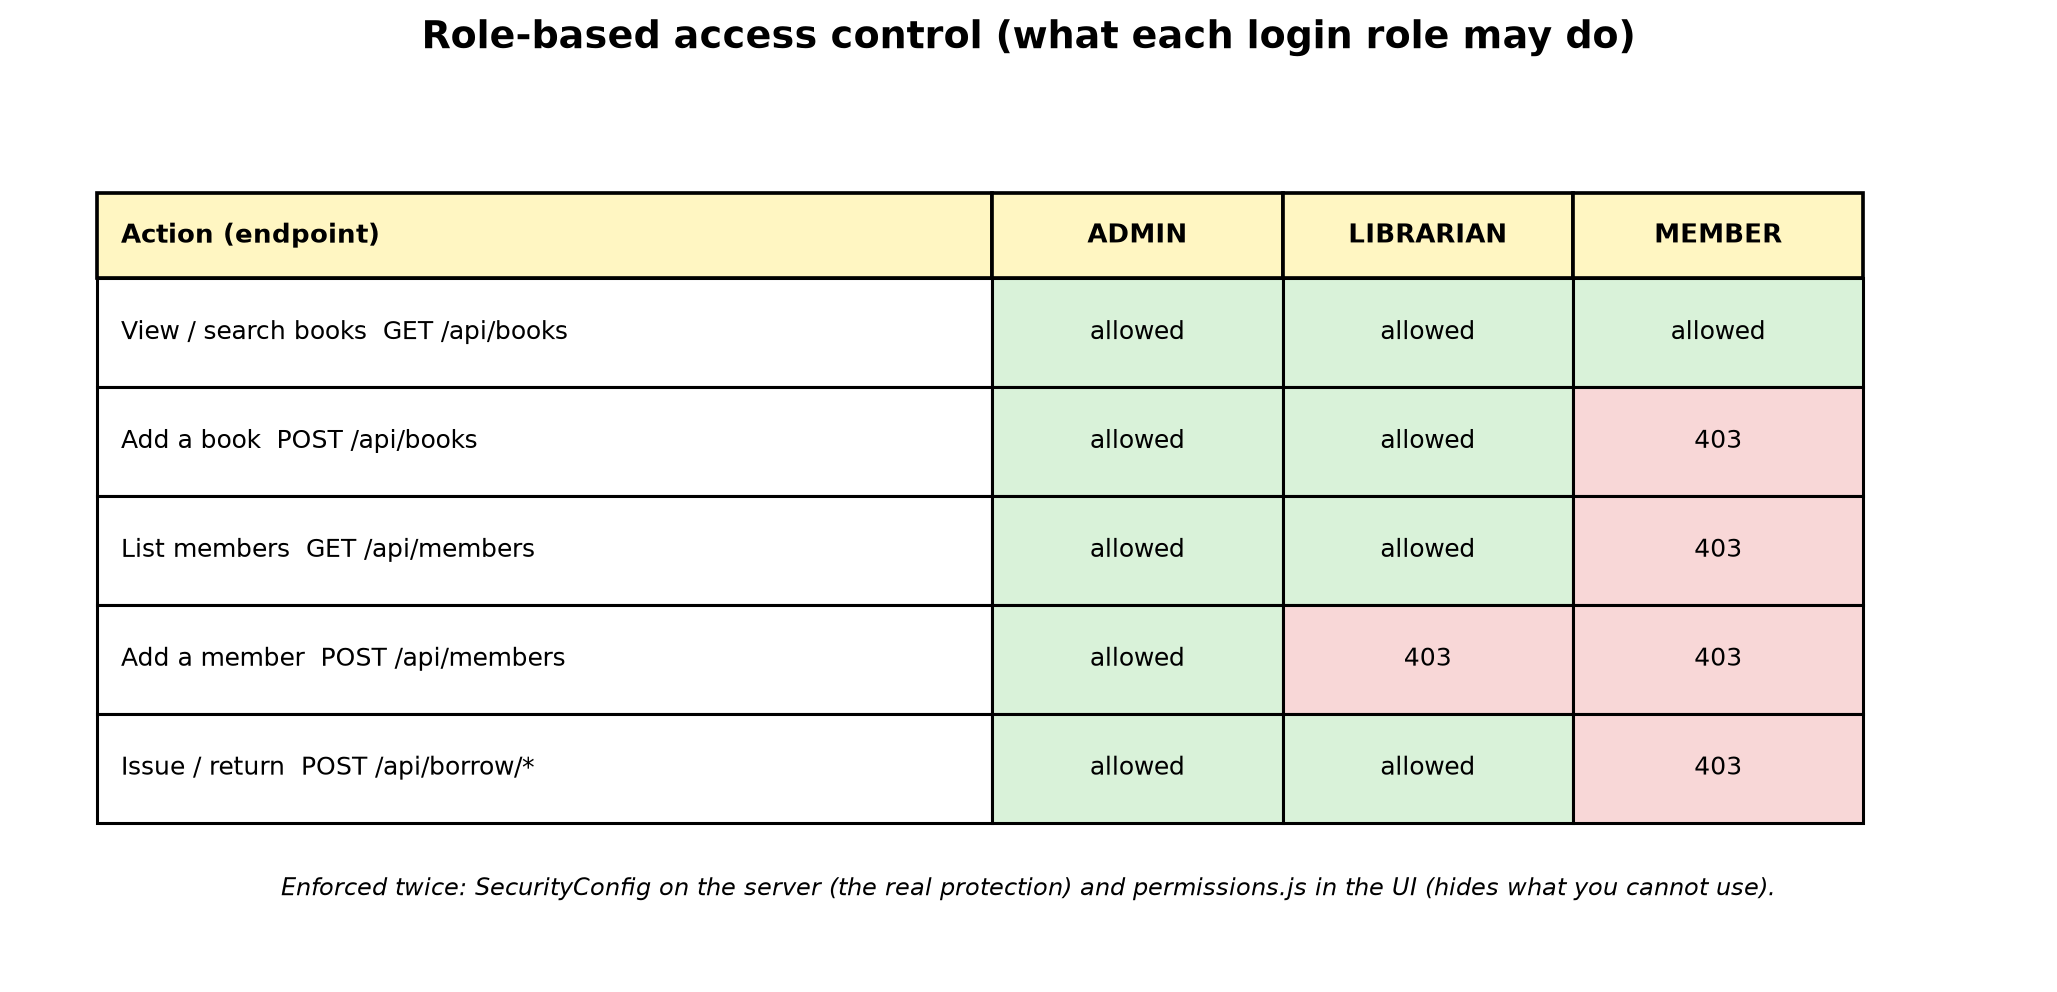 Role-based access control (what each login role may do)
Action (endpoint) ADMIN LIBRARIAN MEMBER
View / search books GET /api/books allowed allowed allowed
Add a book POST /api/books allowed allowed 403
List members GET /api/members allowed allowed 403
Add a member POST /api/members allowed 403 403
Issue / return POST /api/borrow/* allowed allowed 403
Enforced twice: SecurityConfig on the server (the real protection) and permissions.js in the UI (hides what you cannot use).